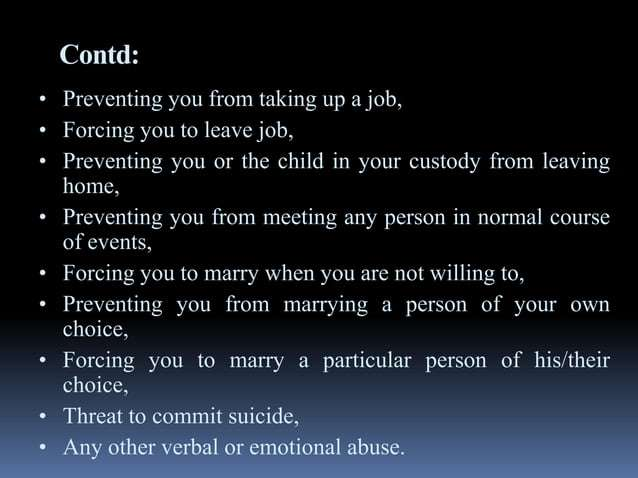 Contd:
• Preventing you from taking up a job,
• Forcing you to leave job,
• Preventing you or the child in your custody from leaving
home,
• Preventing you from meeting any person in normal course
of events,
• Forcing you to marry when you are not willing to,
• Preventing you from marrying a person of your own
choice,
• Forcing you to marry a particular person of his/their
choice,
• Threat to commit suicide,
• Any other verbal or emotional abuse.